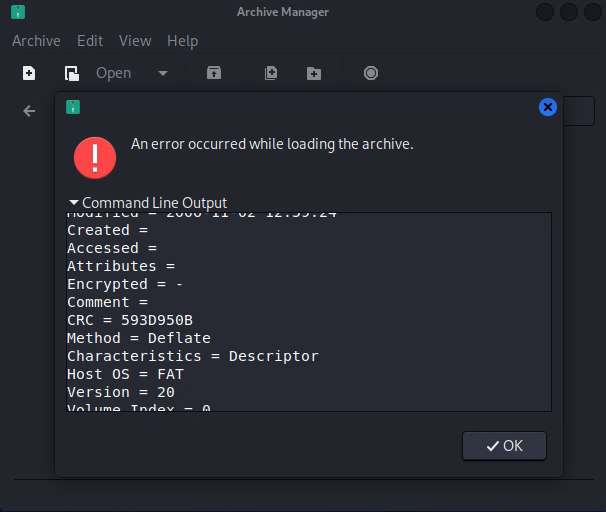 Archive Manager
Archive Edit View Help
Open
An error occurred while loading the archive.
Command Line Output
Modified = 2006-11-02 12:39:24
Created =
Accessed =
Attributes =
Encrypted = -
Comment =
CRC = 593D950B
Method = Deflate
Characteristics = Descriptor
Host OS = FAT
Version = 20
Volume Index = 0
OK